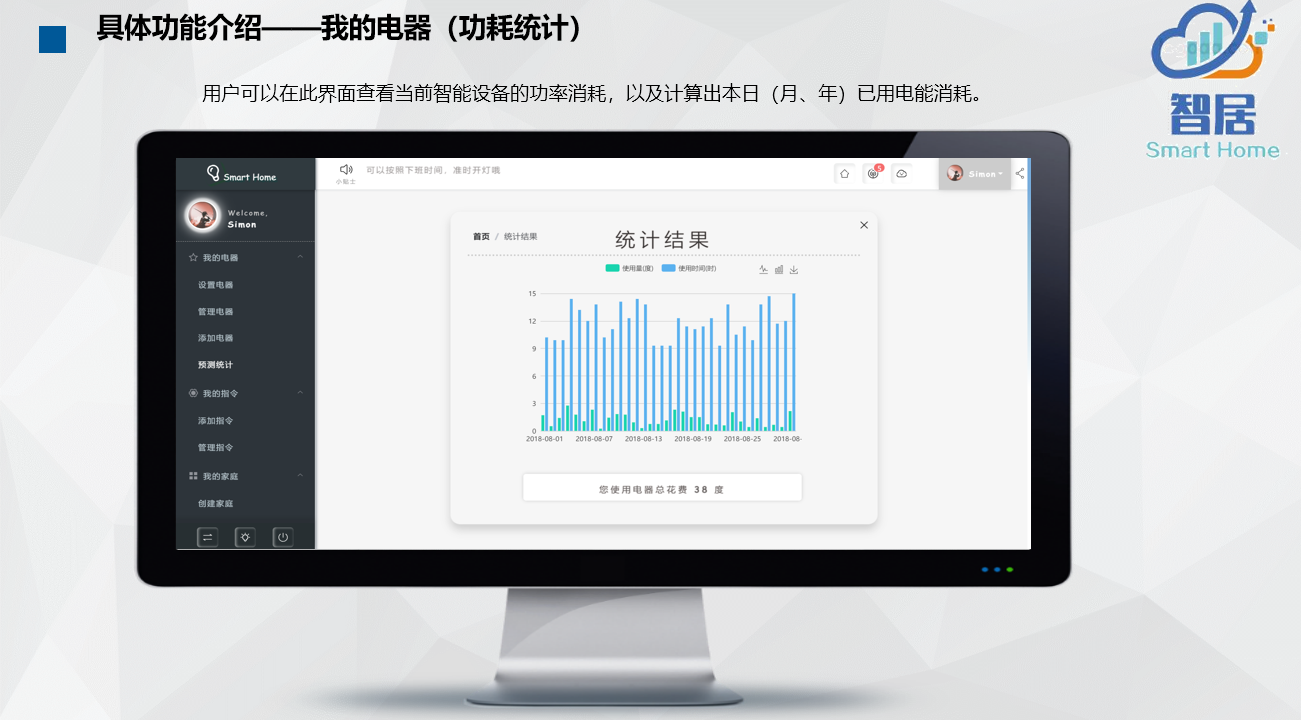 具体功能介绍——我的电器（功耗统计）
用户可以在此界面查看当前智能设备的功率消耗，以及计算出本日（月、年）已用电能消耗。
智居
Smart Home
Smart Home
小贴士
可以按照下班时间，准时开灯哦
5
Simon
Welcome,
Simon
我的电器
设置电器
管理电器
添加电器
预测统计
我的指令
添加指令
管理指令
我的家庭
创建家庭
首页 / 统计结果
统计结果
使用量(度) 使用时间(时)
15
12
9
6
3
0
2018-08-01 2018-08-07 2018-08-13 2018-08-19 2018-08-25 2018-08-
您使用电器总花费 38 度